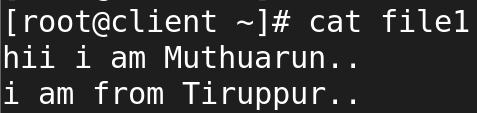 [root@client ~]# cat file1
hii i am Muthuarun..
i am from Tiruppur..